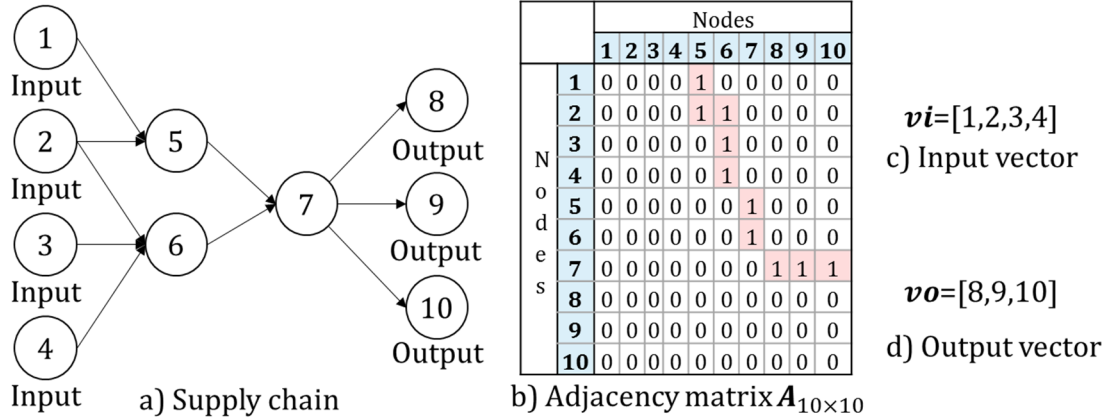 1
Input
2
Input
3
Input
4
Input
5
6
7
8
Output
9
Output
10
Output
a) Supply chain
Nodes
1 2 3 4 5 6 7 8 9 10
Nodes
1 0 0 0 0 1 0 0 0 0 0
2 0 0 0 0 1 1 0 0 0 0
3 0 0 0 0 0 1 0 0 0 0
4 0 0 0 0 0 1 0 0 0 0
5 0 0 0 0 0 0 1 0 0 0
6 0 0 0 0 0 0 1 0 0 0
7 0 0 0 0 0 0 0 1 1 1
8 0 0 0 0 0 0 0 0 0 0
9 0 0 0 0 0 0 0 0 0 0
10 0 0 0 0 0 0 0 0 0 0
b) Adjacency matrix A10×10
vi=[1,2,3,4]
c) Input vector
vo=[8,9,10]
d) Output vector